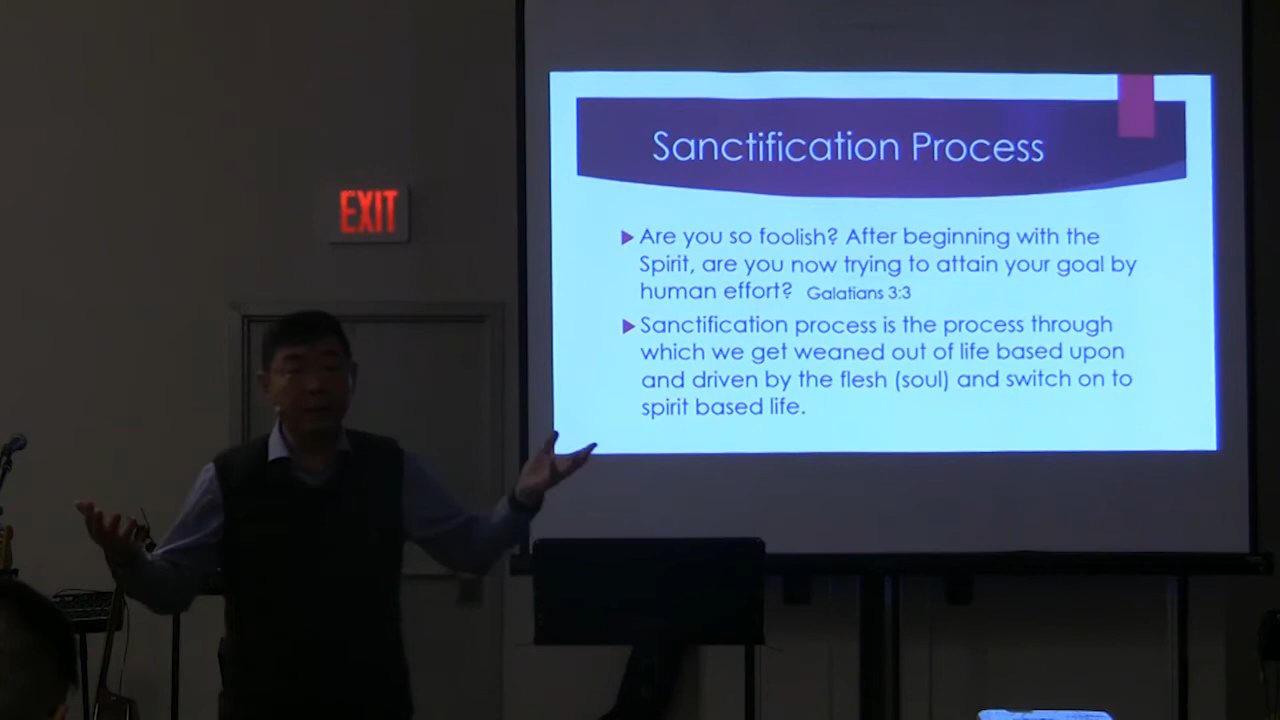 Sanctification Process
EXIT
Are you so foolish? After beginning with the
Spirit, are you now trying to attain your goal by
human effort? Galatians 3:3
Sanctification process is the process through
which we get weaned out of life based upon
and driven by the flesh (soul) and switch on to
spirit based life.